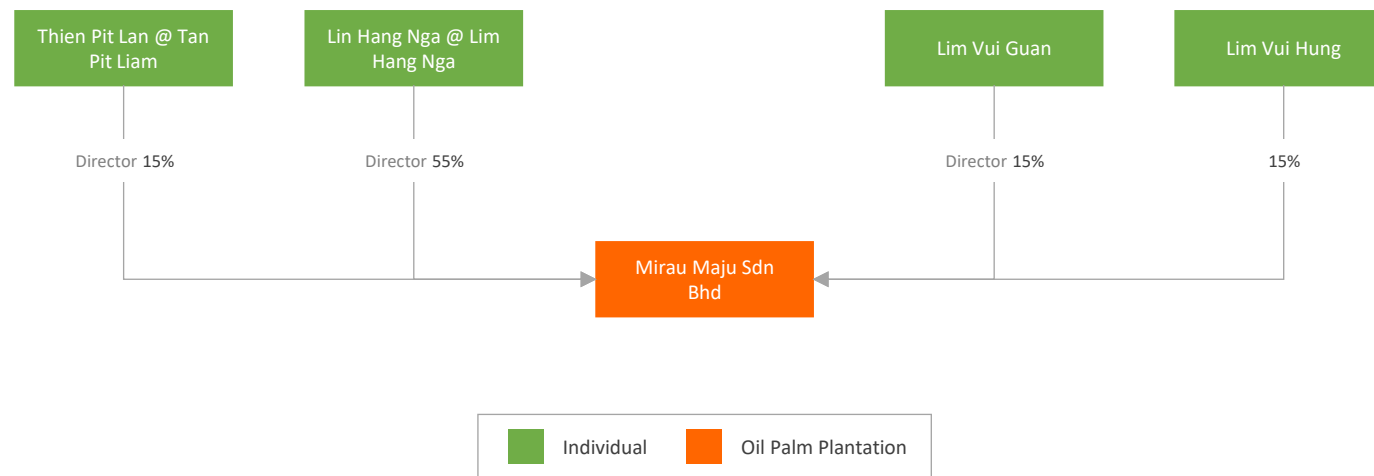 Thien Pit Lan @ Tan
Pit Liam
Lin Hang Nga @ Lim
Hang Nga
Lim Vui Guan
Lim Vui Hung
Director 15%
Director 55%
Director 15%
15%
Mirau Maju Sdn
Bhd
Individual
Oil Palm Plantation